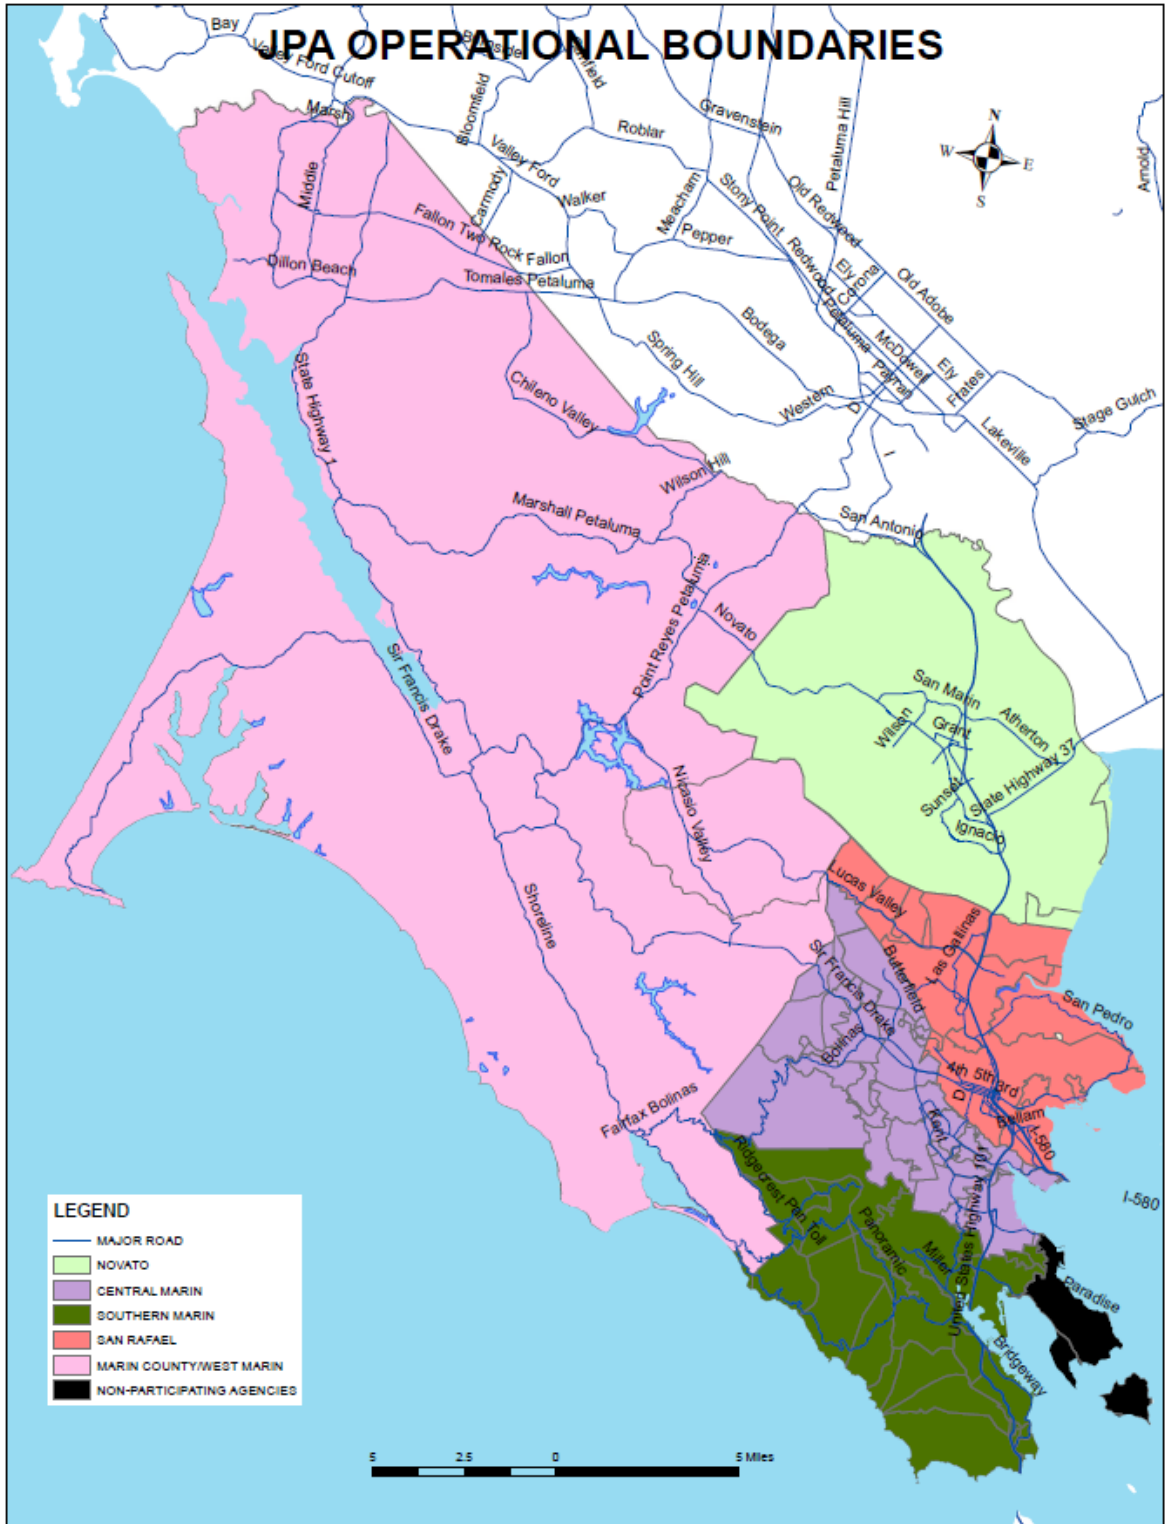 JPA OPERATIONAL BOUNDARIES
Bay
Valley Ford Cutoff
Marsh
Bloomfield
Roblar
Gravenstein
Petaluma Hill
Arnold
N
W
E
S
Middle
Valley Ford
Carmody
Walker
Meacham
Stony Point
Old Redwood
Fallon Two Rock
Fallon
Pepper
Dillon Beach
Tomales Petaluma
Redwood
Petaluma
Ely
Corona
Old Adobe
Bodega
McDowell
Ely
Payran
Frates
State Highway 1
Spring Hill
Chileno Valley
Western
D
I
Lakeville
Stage Gulch
Wilson Hill
Marshall Petaluma
San Antonio
Point Reyes Petaluma
Novato
Sir Francis Drake
San Marin
Wilson
Grant
Atherton
State Highway 37
Sunset
Ignacio
Nicasio Valley
Lucas Valley
Shoreline
Las Gallinas
Butterfield
Sir Francis Drake
San Pedro
Bolinas
4th
5th
D
Bellam
I-580
Kent
Fairfax Bolinas
I-580
Ridgecrest
Pan Toll
Panoramic
Miller
United States Highway 101
Paradise
Bridgeway
LEGEND
MAJOR ROAD
NOVATO
CENTRAL MARIN
SOUTHERN MARIN
SAN RAFAEL
MARIN COUNTY/WEST MARIN
NON-PARTICIPATING AGENCIES
5 2.5 0 5 Miles